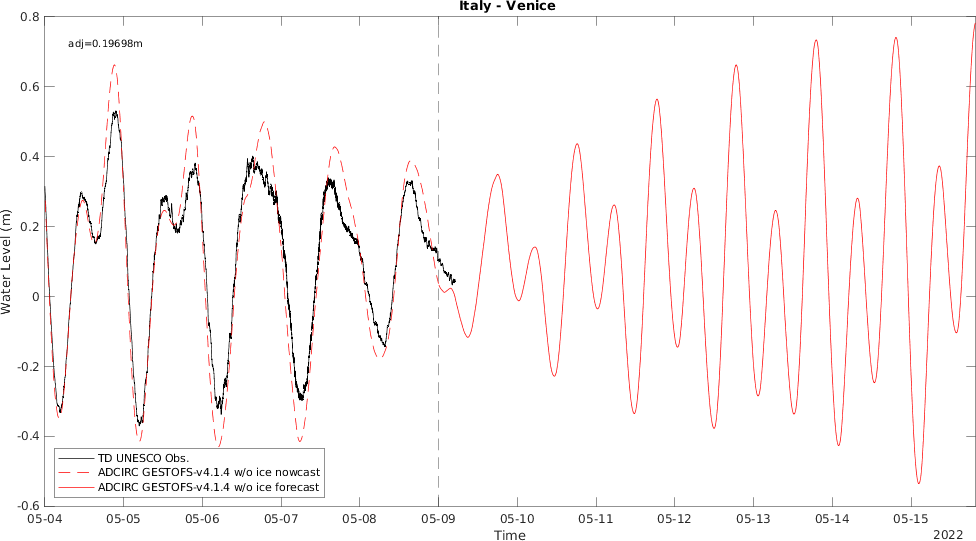 Italy - Venice
adj=0.19698m
0.8
0.6
0.4
0.2
0
-0.2
-0.4
-0.6
Water Level (m)
TD UNESCO Obs.
ADCIRC GESTOFS-v4.1.4 w/o ice nowcast
ADCIRC GESTOFS-v4.1.4 w/o ice forecast
05-04 05-05 05-06 05-07 05-08 05-09 05-10 05-11 05-12 05-13 05-14 05-15
Time
2022